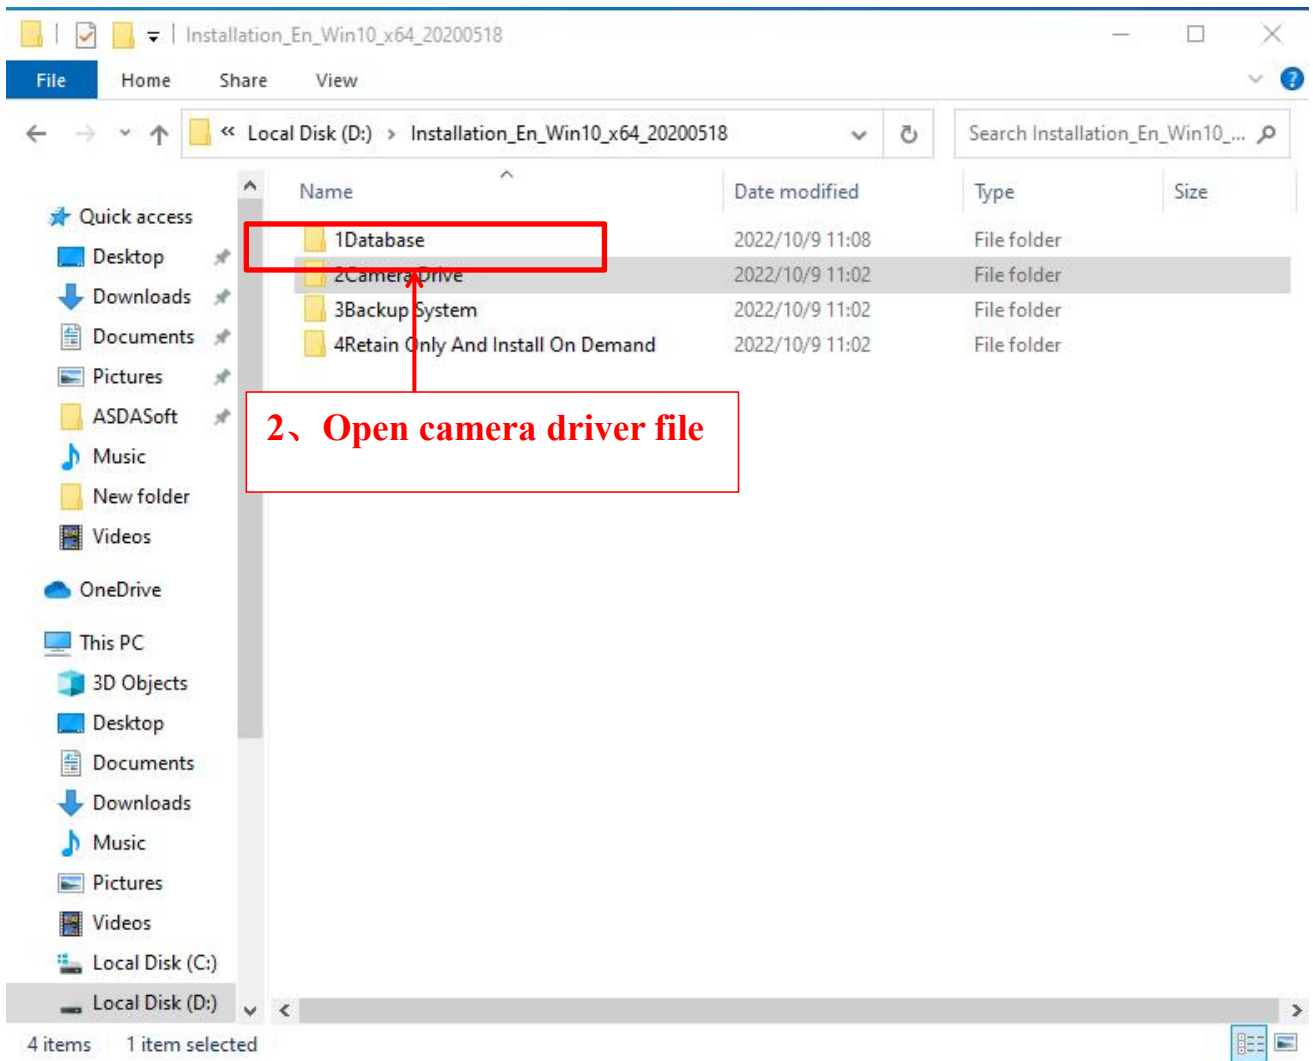 Installation_En_Win10_x64_20200518
File Home Share View
« Local Disk (D:) > Installation_En_Win10_x64_20200518
Search Installation_En_Win10_...
Name Date modified Type Size
Quick access
1Database 2022/10/9 11:08 File folder
Desktop
2Camera Drive 2022/10/9 11:02 File folder
Downloads
3Backup System 2022/10/9 11:02 File folder
Documents
4Retain Only And Install On Demand 2022/10/9 11:02 File folder
Pictures
ASDASoft
2、Open camera driver file
Music
New folder
Videos
OneDrive
This PC
3D Objects
Desktop
Documents
Downloads
Music
Pictures
Videos
Local Disk (C:)
Local Disk (D:)
4 items 1 item selected